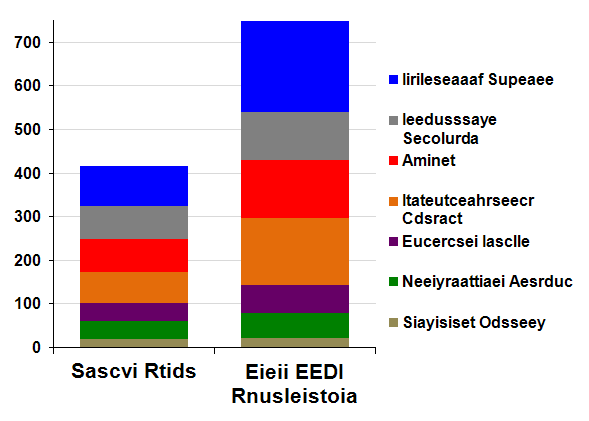 700
600
500
400
300
200
100
0
Sascvi Rtids
Eieii EEDI
Rnusleistoia
Iirileseaaaf Supeaee
Ieedusssaye
Secolurda
Aminet
Itateutceahrseecr
Cdsract
Eucercsei Iasclle
Neeiyraattiaei Aesrduc
Siayisiset Odsseey